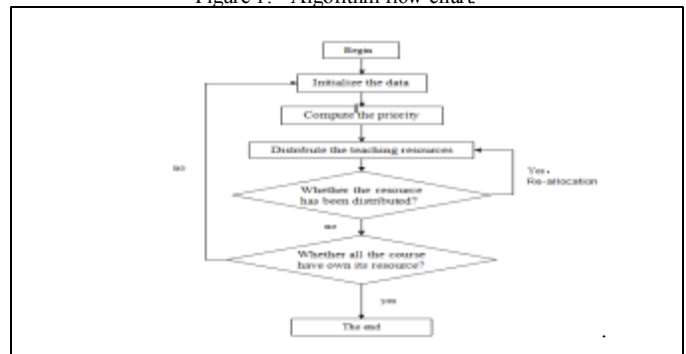 Figure 1. Algorithm flow chart.
Begin
Initialize the data
Compute the priority
Distribute the teaching resources
no
Yes,
Re-allocation
Whether the resource
has been distributed?
no
Whether all the course
have own its resource?
yes
The end
.